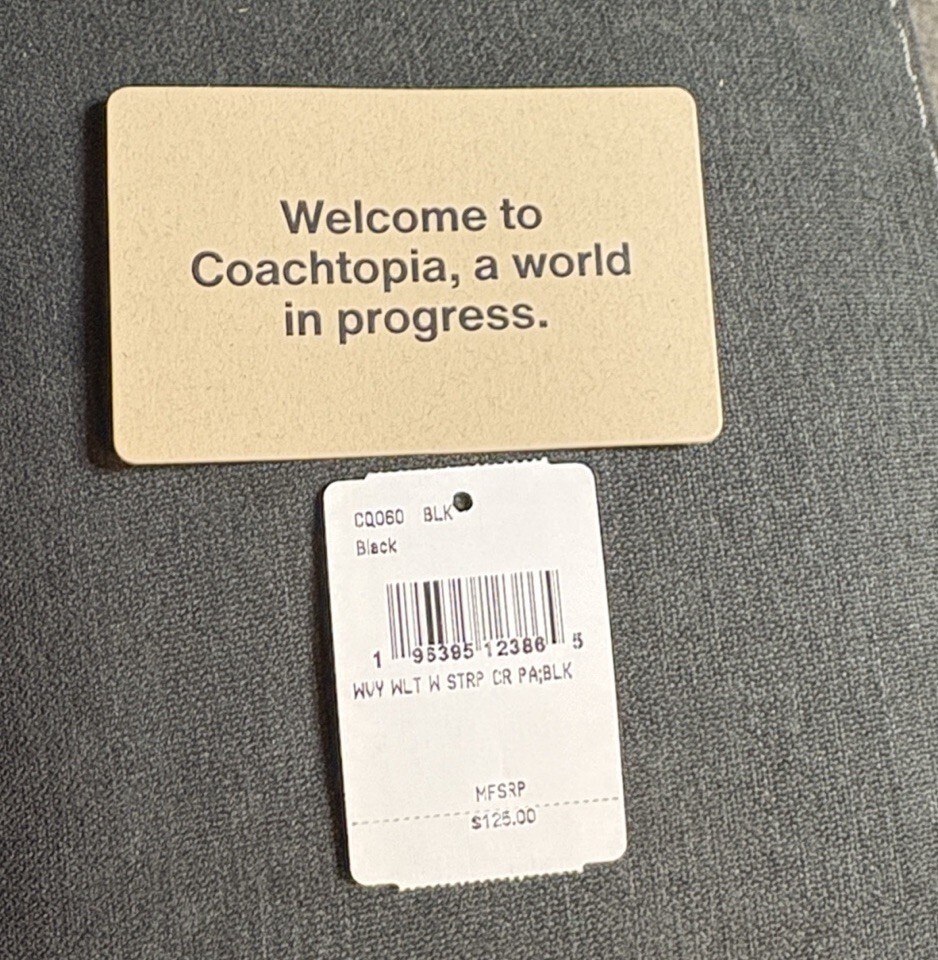 Welcome to
Coachtopia, a world
in progress.
CQ060 BLK
Black
1 95395 12386 5
WVY WLT W STRP CR PA;BLK
MFSRP
$125.00